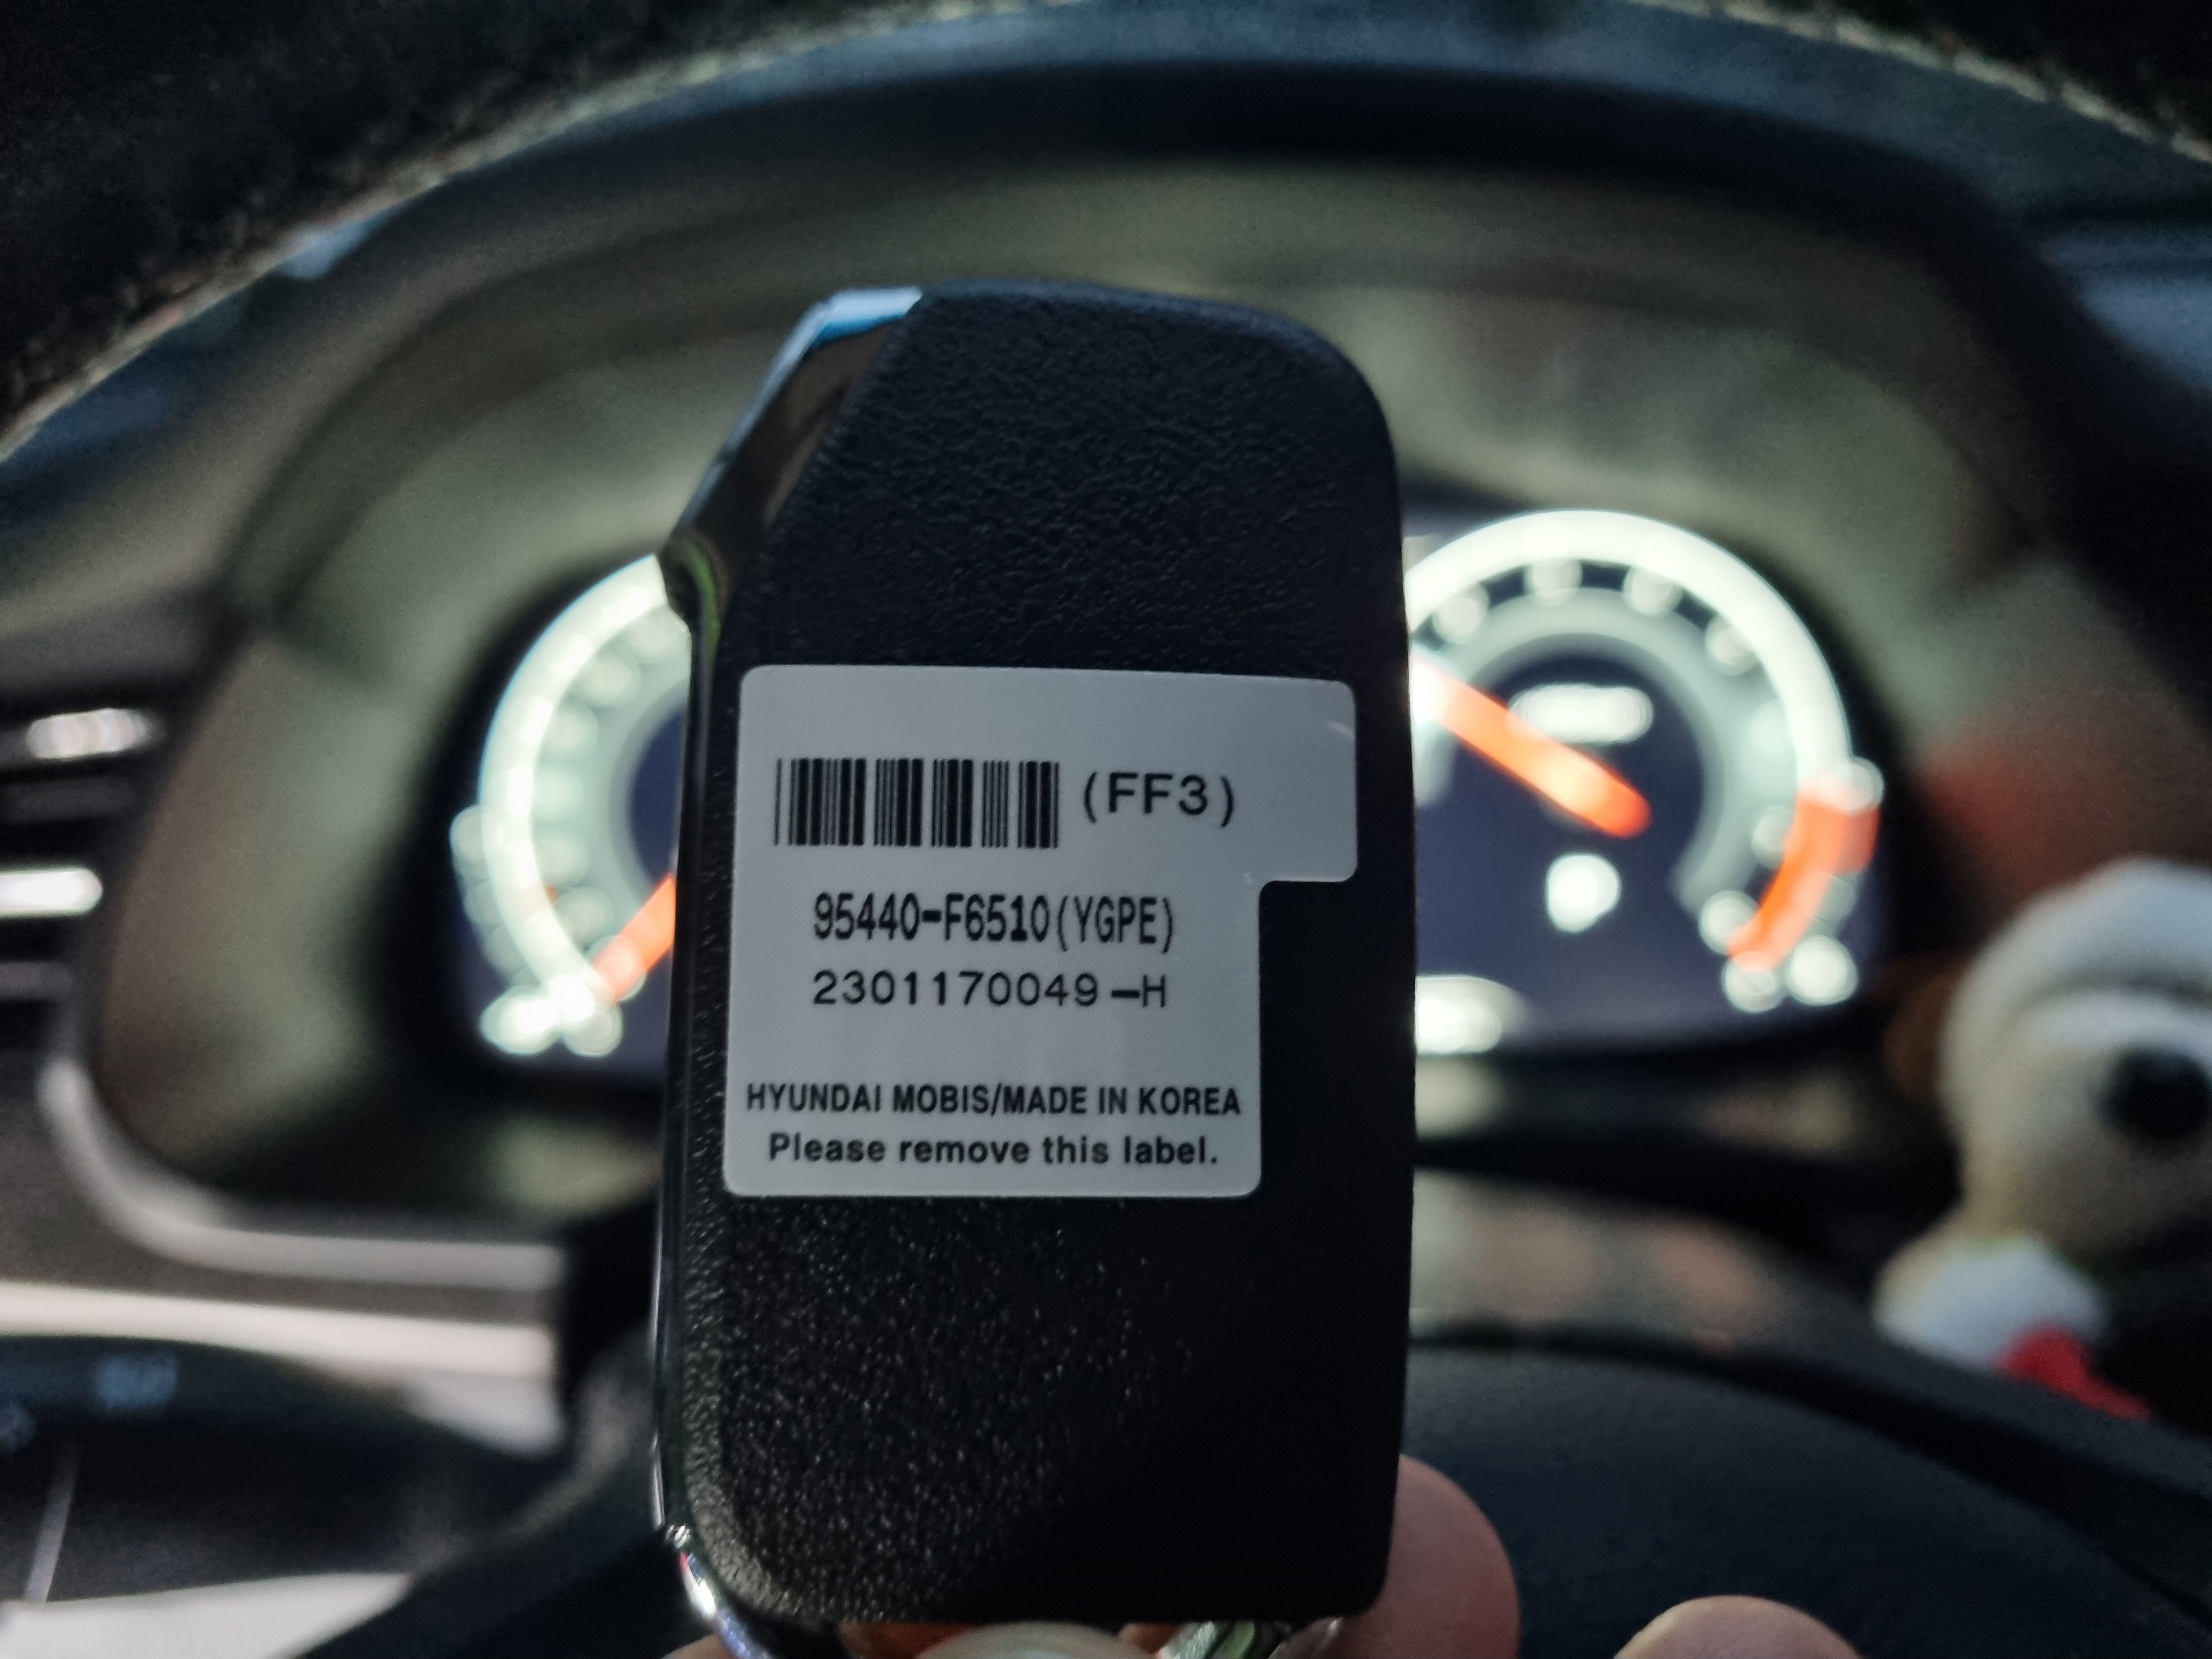 (FF3)
95440-F6510(YGPE)
2301170049-H
HYUNDAI MOBIS/MADE IN KOREA
Please remove this label.